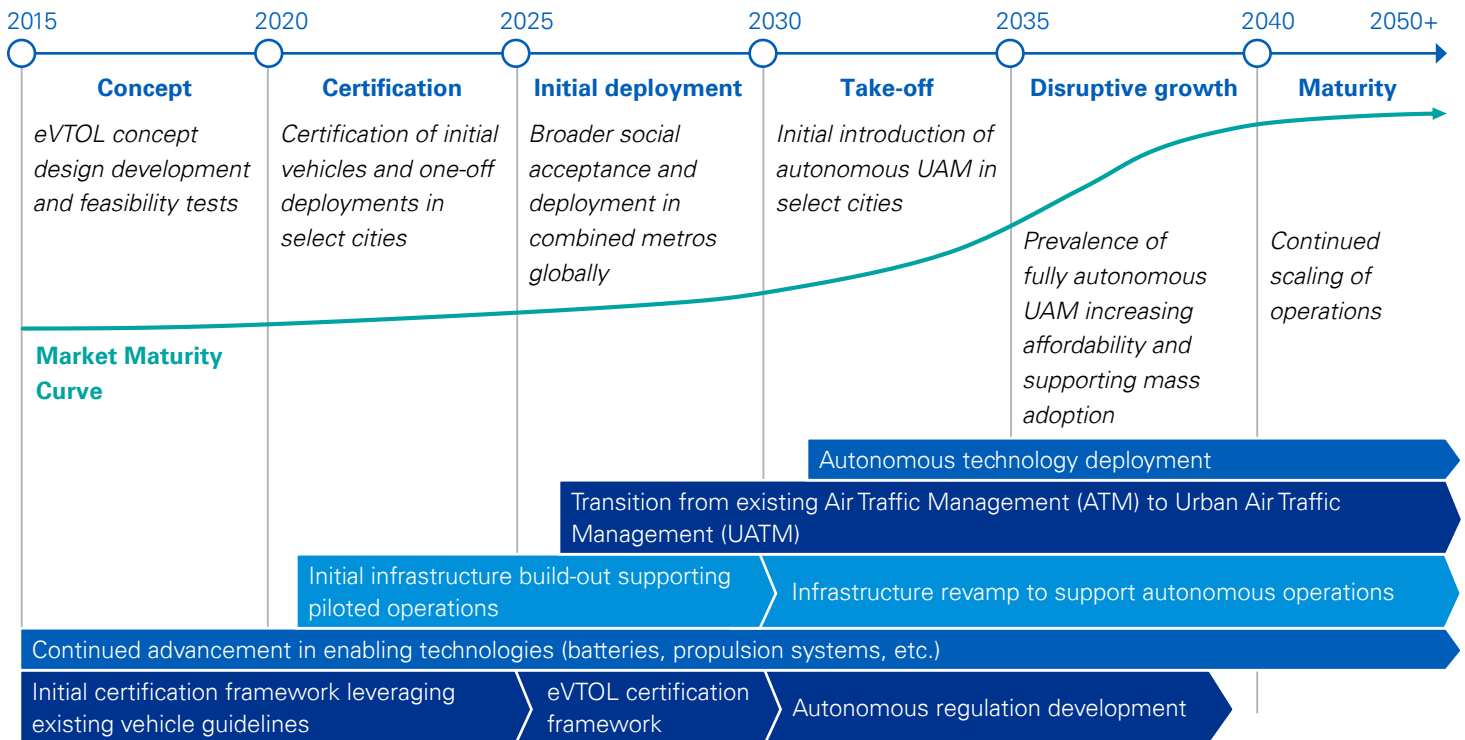 2015 2020 2025 2030 2035 2040 2050+
Concept
eVTOL concept
design development
and feasibility tests
Certification
Certification of initial
vehicles and one-off
deployments in
select cities
Initial deployment
Broader social
acceptance and
deployment in
combined metros
globally
Take-off
Initial introduction of
autonomous UAM in
select cities
Disruptive growth
Prevalence of
fully autonomous
UAM increasing
affordability and
supporting mass
adoption
Maturity
Continued
scaling of
operations
Market Maturity
Curve
Autonomous technology deployment
Transition from existing Air Traffic Management (ATM) to Urban Air Traffic
Management (UATM)
Initial infrastructure build-out supporting
piloted operations
Infrastructure revamp to support autonomous operations
Continued advancement in enabling technologies (batteries, propulsion systems, etc.)
Initial certification framework leveraging
existing vehicle guidelines
eVTOL certification
framework
Autonomous regulation development